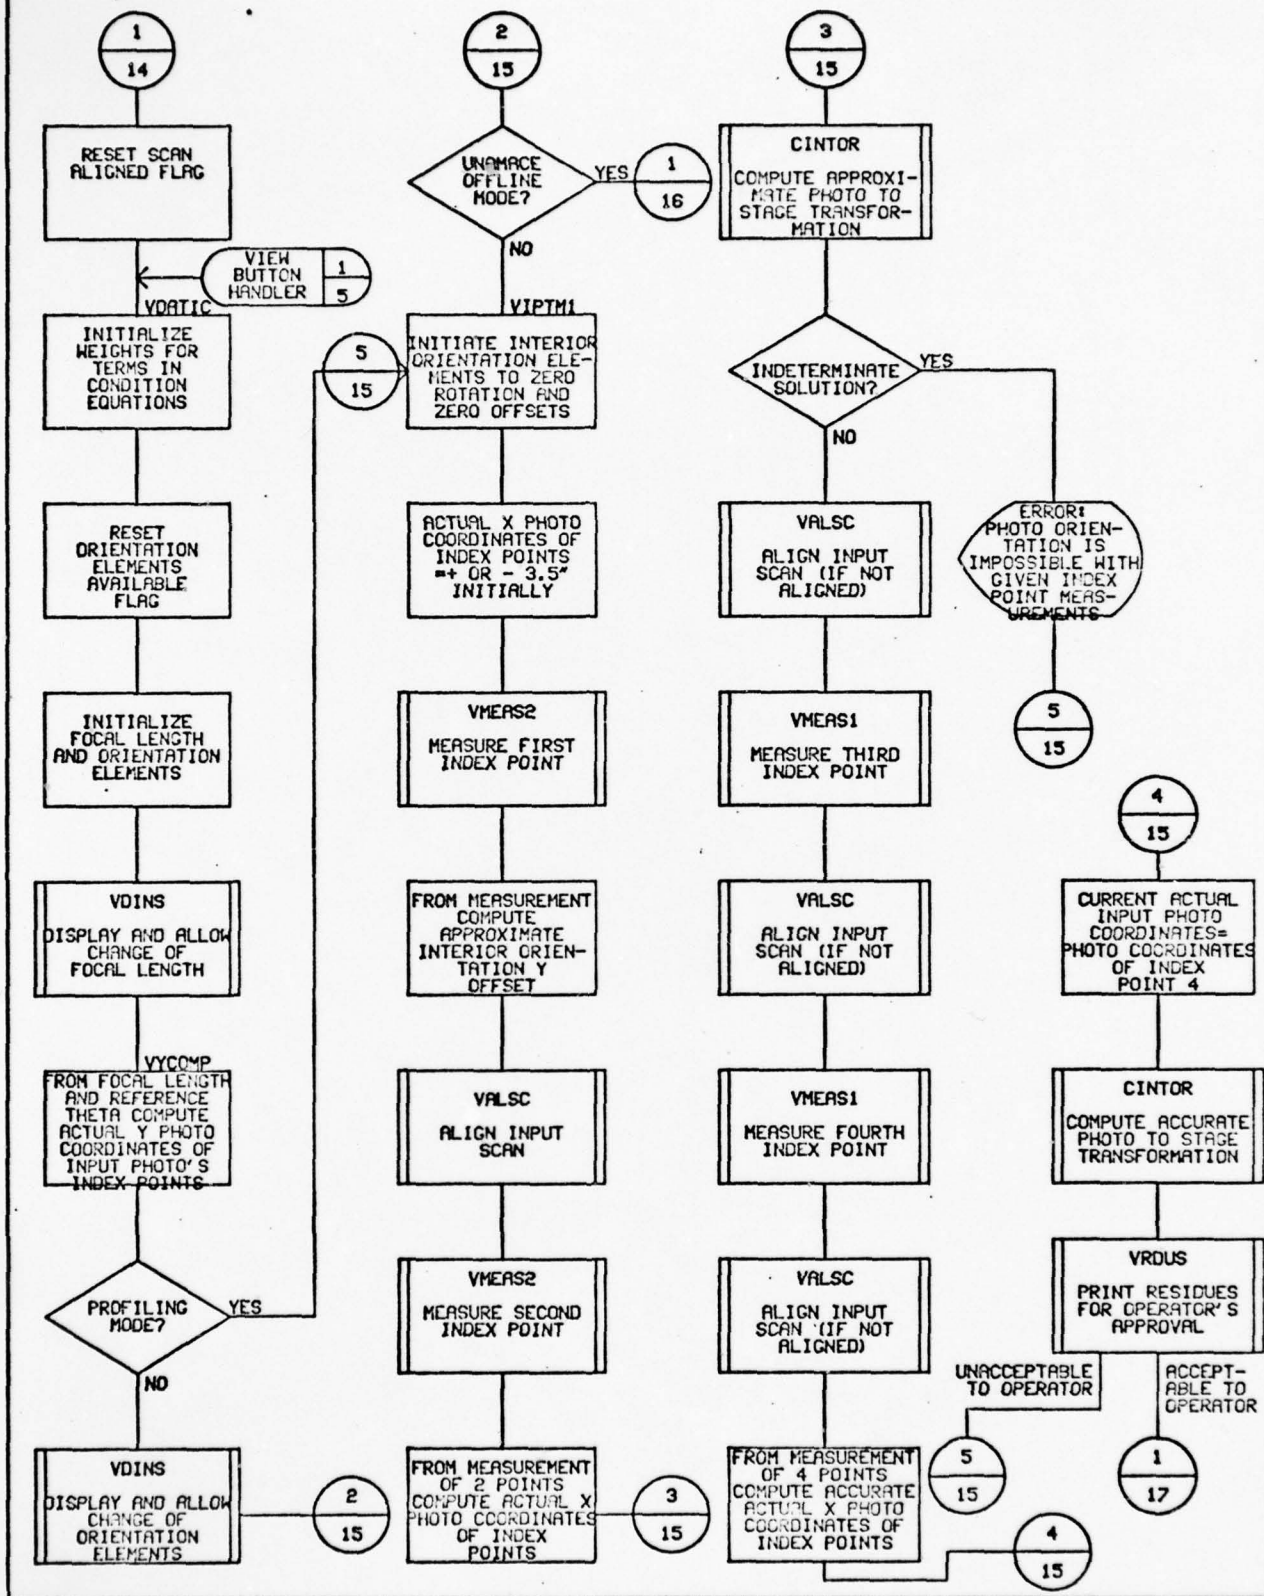 1
14
RESET SCAN
ALIGNED FLAG
VIEW
BUTTON
HANDLER
1
5
VDATIC
INITIALIZE
WEIGHTS FOR
TERMS IN
CONDITION
EQUATIONS
RESET
ORIENTATION
ELEMENTS
AVAILABLE
FLAG
INITIALIZE
FOCAL LENGTH
AND ORIENTATION
ELEMENTS
VDINS
DISPLAY AND ALLOW
CHANGE OF
FOCAL LENGTH
VYCOMP
FROM FOCAL LENGTH
AND REFERENCE
THETA COMPUTE
ACTUAL Y PHOTO
COORDINATES OF
INPUT PHOTO'S
INDEX POINTS
PROFILING
MODE?
YES
NO
VDINS
DISPLAY AND ALLOW
CHANGE OF
ORIENTATION
ELEMENTS
2
15
2
15
UNAMACE
OFFLINE
MODE?
YES
1
16
NO
VIPTM1
5
15
INITIATE INTERIOR
ORIENTATION ELE-
MENTS TO ZERO
ROTATION AND
ZERO OFFSETS
ACTUAL X PHOTO
COORDINATES OF
INDEX POINTS
=+ OR - 3.5"
INITIALLY
VMEAS2
MEASURE FIRST
INDEX POINT
FROM MEASUREMENT
COMPUTE
APPROXIMATE
INTERIOR ORIEN-
TATION Y
OFFSET
VALSC
ALIGN INPUT
SCAN
VMEAS2
MEASURE SECOND
INDEX POINT
FROM MEASUREMENT
OF 2 POINTS
COMPUTE ACTUAL X
PHOTO COORDINATES
OF INDEX
POINTS
3
15
3
15
CINTOR
COMPUTE APPROXI-
MATE PHOTO TO
STAGE TRANSFOR-
MATION
INDETERMINATE
SOLUTION?
YES
NO
ERROR:
PHOTO ORIEN-
TATION IS
IMPOSSIBLE WITH
GIVEN INDEX
POINT MEAS-
UREMENTS
5
15
VALSC
ALIGN INPUT
SCAN (IF NOT
ALIGNED)
VMEAS1
MEASURE THIRD
INDEX POINT
VALSC
ALIGN INPUT
SCAN (IF NOT
ALIGNED)
VMEAS1
MEASURE FOURTH
INDEX POINT
VALSC
ALIGN INPUT
SCAN (IF NOT
ALIGNED)
FROM MEASUREMENT
OF 4 POINTS
COMPUTE ACCURATE
ACTUAL X PHOTO
COORDINATES OF
INDEX POINTS
4
15
4
15
CURRENT ACTUAL
INPUT PHOTO
COORDINATES=
PHOTO COORDINATES
OF INDEX
POINT 4
CINTOR
COMPUTE ACCURATE
PHOTO TO STAGE
TRANSFORMATION
VRDUS
PRINT RESIDUES
FOR OPERATOR'S
APPROVAL
UNACCEPTABLE
TO OPERATOR
ACCEPT-
ABLE TO
OPERATOR
5
15
1
17